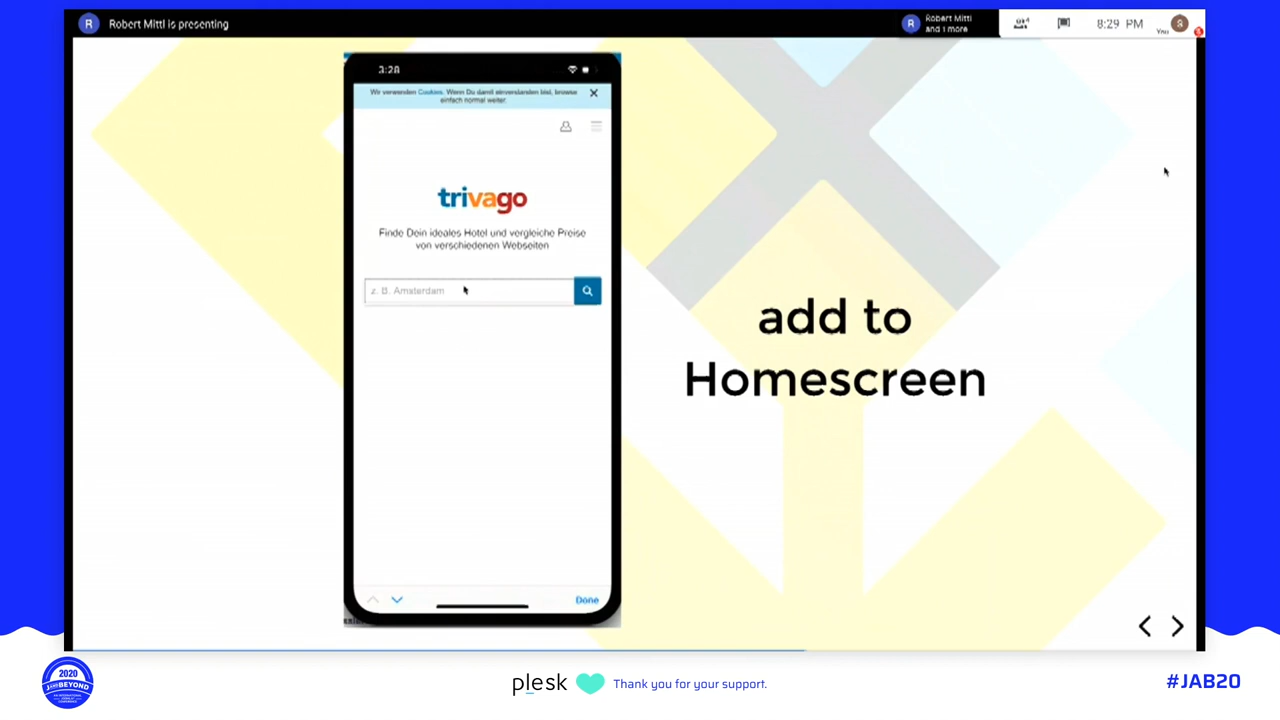 R Robert Mittl is presenting
R Robert Mittl
and 1 more
8:29 PM
You
S
3:28
Wir verwenden Cookies. Wenn Du damit einverstanden bist, browse
einfach normal weiter.
trivago
Finde Dein ideales Hotel und vergleiche Preise
von verschiedenen Webseiten
z. B. Amsterdam
Done
add to
Homescreen
2020
JANDBEYOND
plesk
Thank you for your support.
#JAB20